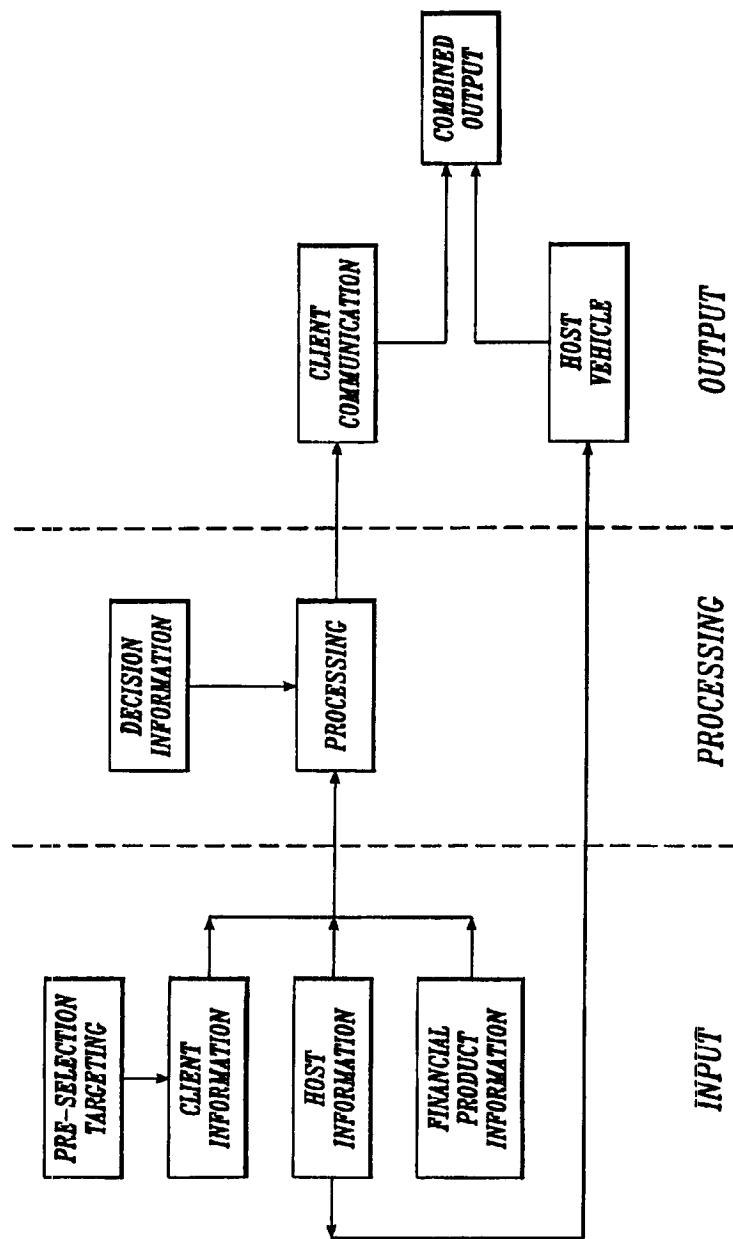 PRE-SELECTION
TARGETING
CLIENT
INFORMATION
HOST
INFORMATION
FINANCIAL
PRODUCT
INFORMATION
DECISION
INFORMATION
PROCESSING
CLIENT
COMMUNICATION
HOST
VEHICLE
COMBINED
OUTPUT
INPUT
PROCESSING
OUTPUT